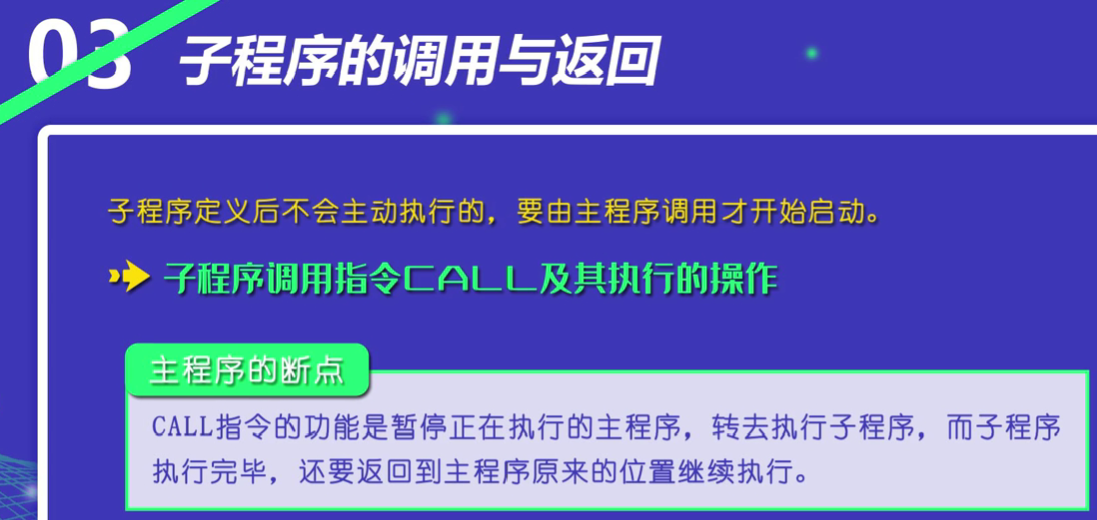 03 子程序的调用与返回
子程序定义后不会主动执行的，要由主程序调用才开始启动。
子程序调用指令CALL及其执行的操作
主程序的断点
CALL指令的功能是暂停正在执行的主程序，转去执行子程序，而子程序
执行完毕，还要返回到主程序原来的位置继续执行。